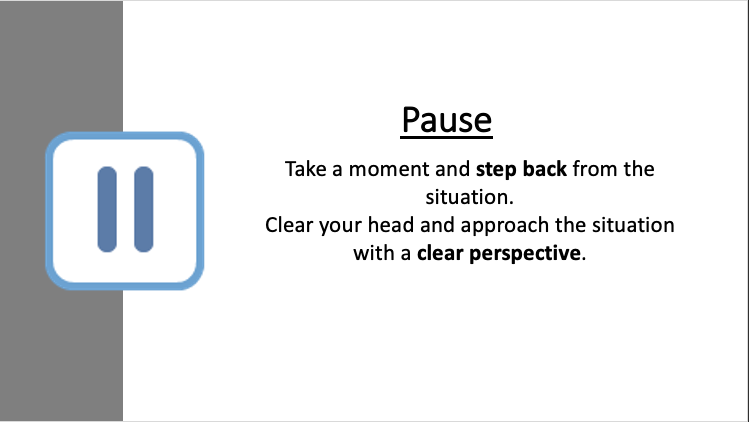 Pause
Take a moment and step back from the
situation.
Clear your head and approach the situation
with a clear perspective.